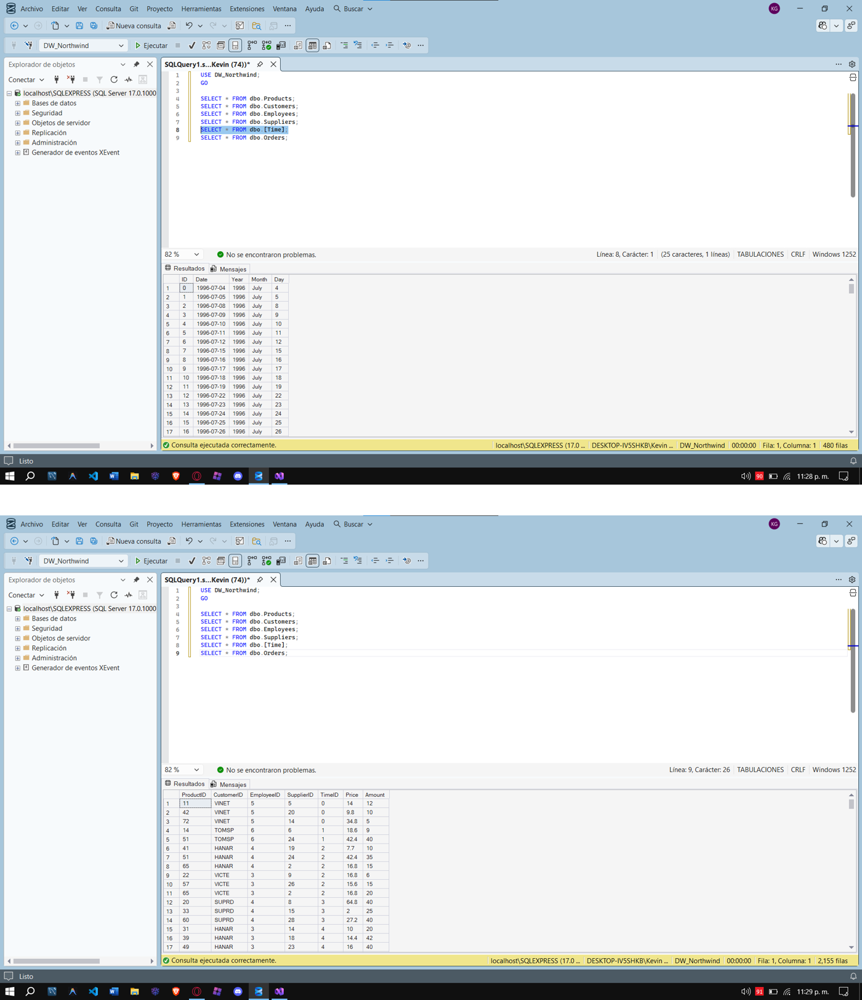 Archivo Editar Ver Consulta Git Proyecto Herramientas Extensiones Ventana Ayuda Buscar KG
Nueva consulta
DW_Northwind Ejecutar
Explorador de objetos
SQLQuery1.s...Kevin (74))*
Conectar
localhost\SQLEXPRESS (SQL Server 17.0.1000
Bases de datos
Seguridad
Objetos de servidor
Replicación
Administración
Generador de eventos XEvent
1 USE DW_Northwind;
2 GO
3
4 SELECT * FROM dbo.Products;
5 SELECT * FROM dbo.Customers;
6 SELECT * FROM dbo.Employees;
7 SELECT * FROM dbo.Suppliers;
8 SELECT * FROM dbo.[Time];
9 SELECT * FROM dbo.Orders;
82 % No se encontraron problemas. Línea: 8, Carácter: 1 (25 caracteres, 1 líneas) TABULACIONES CRLF Windows 1252
Resultados Mensajes
ID Date Year Month Day
1 0 1996-07-04 1996 July 4
2 1 1996-07-05 1996 July 5
3 2 1996-07-08 1996 July 8
4 3 1996-07-09 1996 July 9
5 4 1996-07-10 1996 July 10
6 5 1996-07-11 1996 July 11
7 6 1996-07-12 1996 July 12
8 7 1996-07-15 1996 July 15
9 8 1996-07-16 1996 July 16
10 9 1996-07-17 1996 July 17
11 10 1996-07-18 1996 July 18
12 11 1996-07-19 1996 July 19
13 12 1996-07-22 1996 July 22
14 13 1996-07-23 1996 July 23
15 14 1996-07-24 1996 July 24
16 15 1996-07-25 1996 July 25
17 16 1996-07-26 1996 July 26
Consulta ejecutada correctamente. localhost\SQLEXPRESS (17.0 ... DESKTOP-IV5SHKB\Kevin ... DW_Northwind 00:00:00 Fila: 1, Columna: 1 480 filas
Listo
90 11:28 p. m.
Archivo Editar Ver Consulta Git Proyecto Herramientas Extensiones Ventana Ayuda Buscar KG
Nueva consulta
DW_Northwind Ejecutar
Explorador de objetos
SQLQuery1.s...Kevin (74))*
Conectar
localhost\SQLEXPRESS (SQL Server 17.0.1000
Bases de datos
Seguridad
Objetos de servidor
Replicación
Administración
Generador de eventos XEvent
1 USE DW_Northwind;
2 GO
3
4 SELECT * FROM dbo.Products;
5 SELECT * FROM dbo.Customers;
6 SELECT * FROM dbo.Employees;
7 SELECT * FROM dbo.Suppliers;
8 SELECT * FROM dbo.[Time];
9 SELECT * FROM dbo.Orders;
82 % No se encontraron problemas. Línea: 9, Carácter: 26 TABULACIONES CRLF Windows 1252
Resultados Mensajes
ProductID CustomerID EmployeeID SupplierID TimeID Price Amount
1 11 VINET 5 5 0 14 12
2 42 VINET 5 20 0 9.8 10
3 72 VINET 5 14 0 34.8 5
4 14 TOMSP 6 6 1 18.6 9
5 51 TOMSP 6 24 1 42.4 40
6 41 HANAR 4 19 2 7.7 10
7 51 HANAR 4 24 2 42.4 35
8 65 HANAR 4 2 2 16.8 15
9 22 VICTE 3 9 2 16.8 6
10 57 VICTE 3 26 2 15.6 15
11 65 VICTE 3 2 2 16.8 20
12 20 SUPRD 4 8 3 64.8 40
13 33 SUPRD 4 15 3 2 25
14 60 SUPRD 4 28 3 27.2 40
15 31 HANAR 3 14 4 10 20
16 39 HANAR 3 18 4 14.4 42
17 49 HANAR 3 23 4 16 40
Consulta ejecutada correctamente. localhost\SQLEXPRESS (17.0 ... DESKTOP-IV5SHKB\Kevin ... DW_Northwind 00:00:00 Fila: 1, Columna: 1 2,155 filas
Listo
91 11:29 p. m.